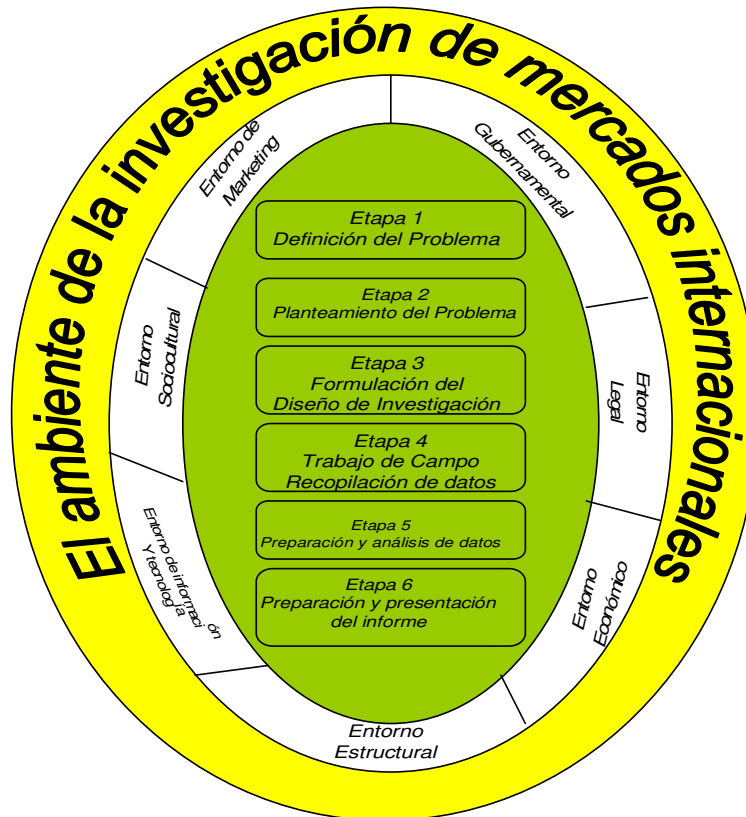 El ambiente de la investigación de mercados internacionales
Entorno de
Marketing
Entorno
Gubernamental
Entorno
Legal
Entorno
Económico
Entorno
Estructural
Entorno de información
Y tecnología
Entorno
Sociocultural
Etapa 1
Definición del Problema
Etapa 2
Planteamiento del Problema
Etapa 3
Formulación del
Diseño de Investigación
Etapa 4
Trabajo de Campo
Recopilación de datos
Etapa 5
Preparación y análisis de datos
Etapa 6
Preparación y presentación
del informe